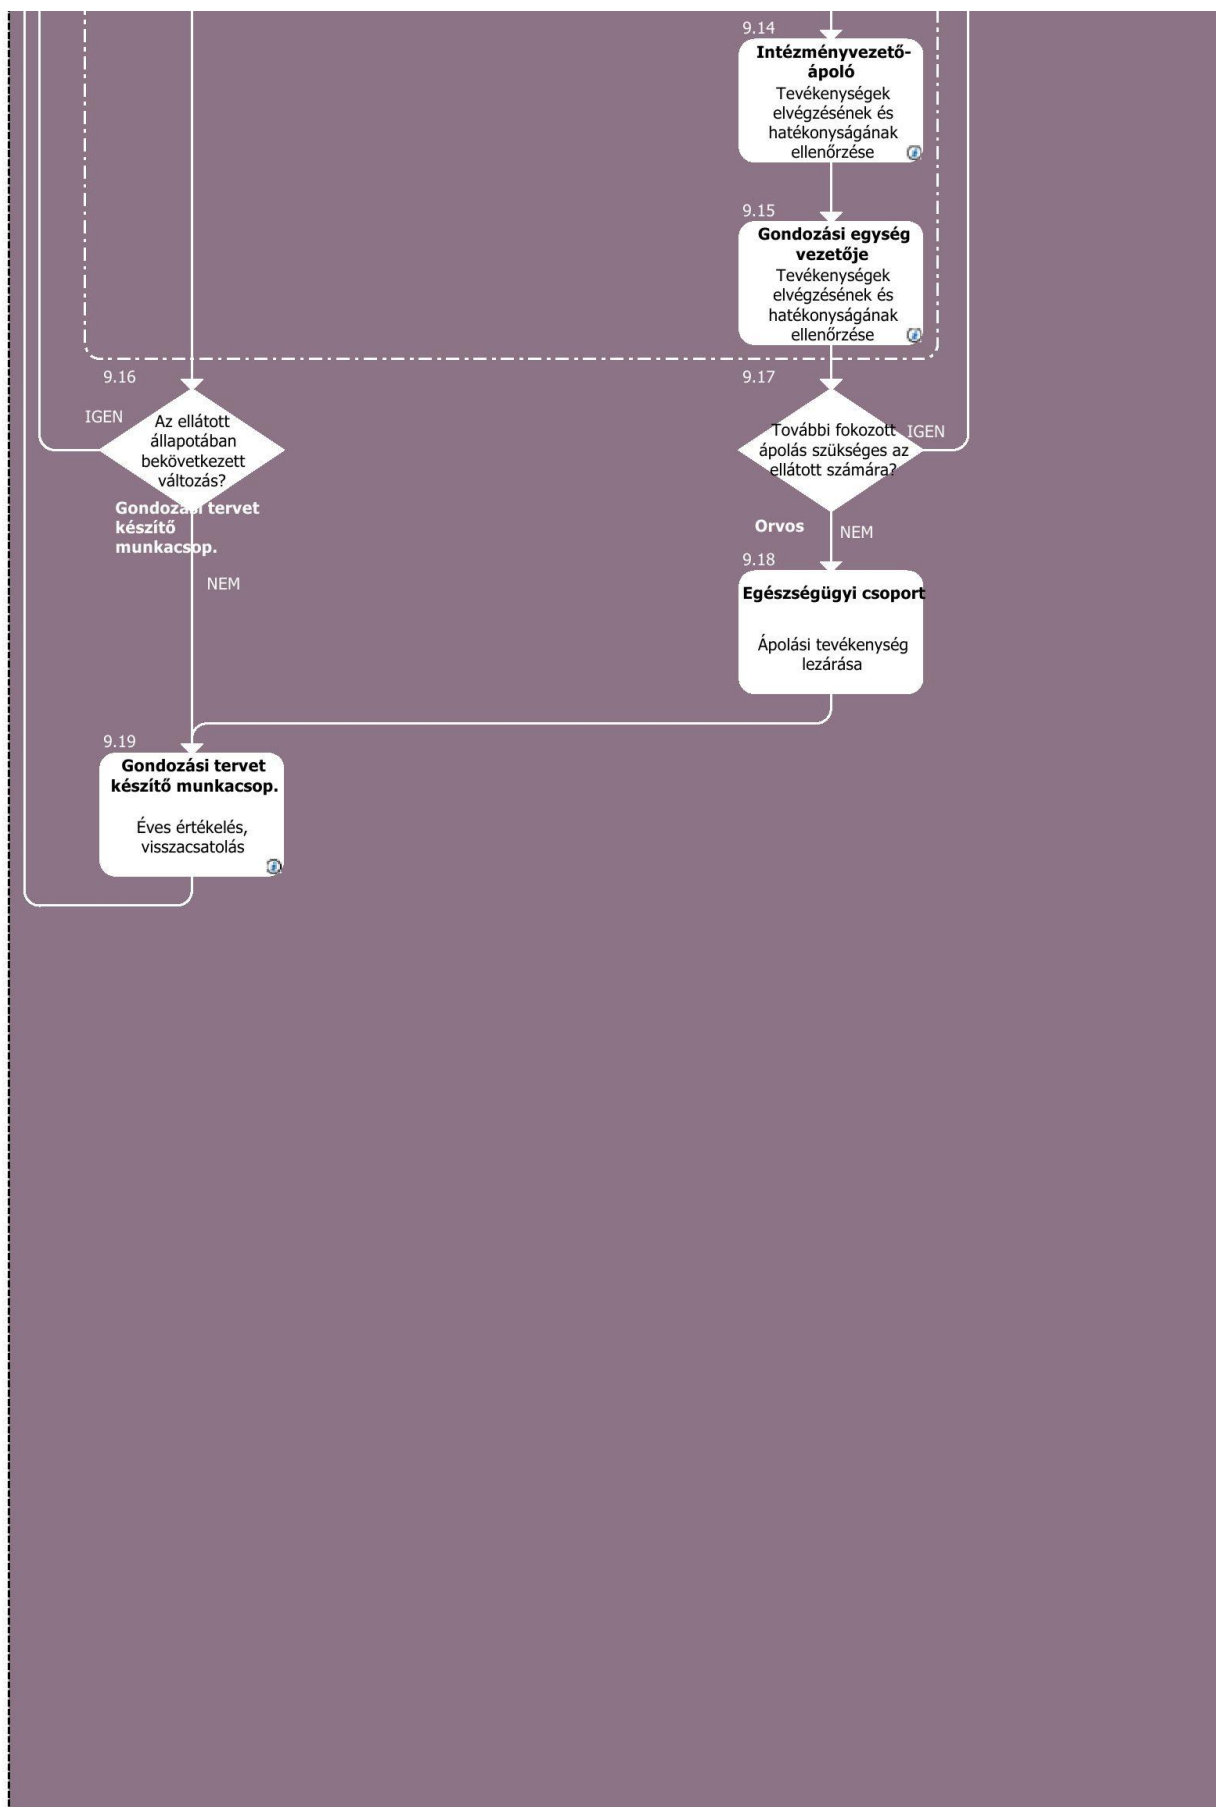 9.14
Intézményvezető-
ápoló
Tevékenységek
elvégzésének és
hatékonyságának
ellenőrzése
9.15
Gondozási egység
vezetője
Tevékenységek
elvégzésének és
hatékonyságának
ellenőrzése
9.16
IGEN
Az ellátott
állapotában
bekövetkezett
változás?
Gondozási tervet
készítő
munkacsop.
NEM
9.17
További fokozott
ápolás szükséges az
ellátott számára?
IGEN
Orvos
NEM
9.18
Egészségügyi csoport
Ápolási tevékenység
lezárása
9.19
Gondozási tervet
készítő munkacsop.
Éves értékelés,
visszacsatolás